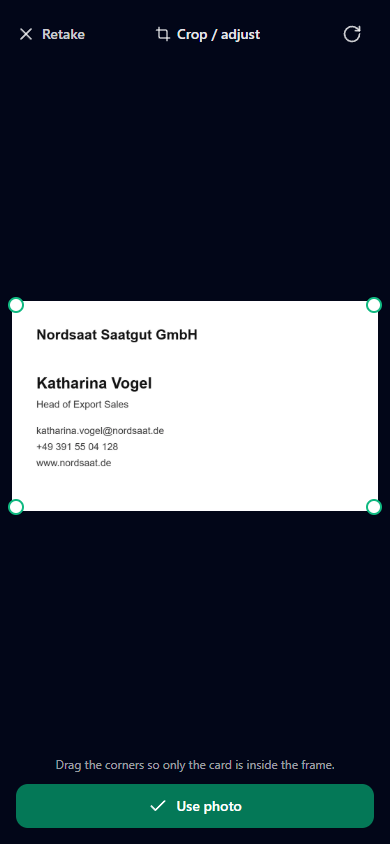 Retake
Crop / adjust
Nordsaat Saatgut GmbH
Katharina Vogel
Head of Export Sales
katharina.vogel@nordsaat.de
+49 391 55 04 128
www.nordsaat.de
Drag the corners so only the card is inside the frame.
Use photo